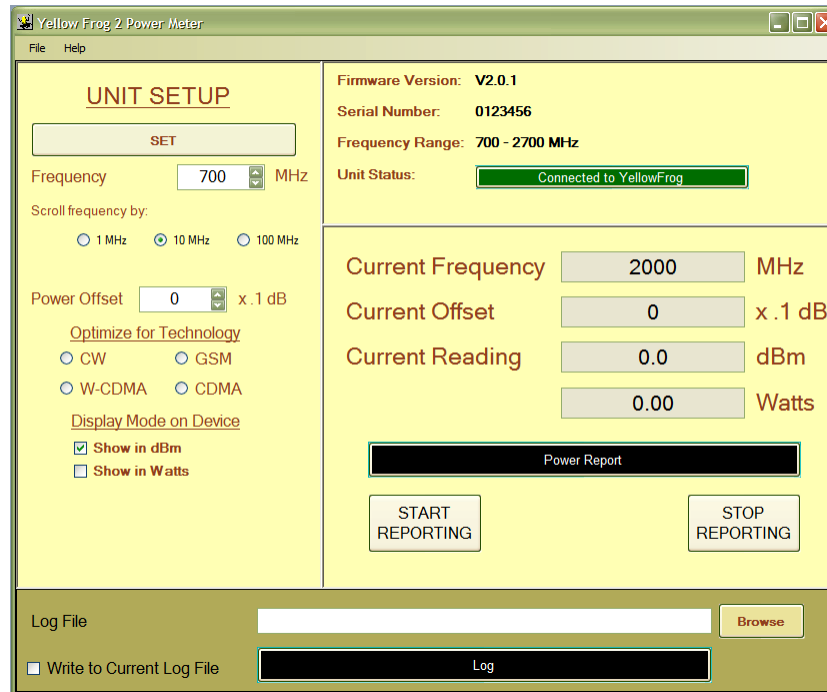 Yellow Frog 2 Power Meter
File Help
UNIT SETUP
SET
Frequency 700 MHz
Scroll frequency by:
1 MHz 10 MHz 100 MHz
Power Offset 0 x .1 dB
Optimize for Technology
CW GSM
W-CDMA CDMA
Display Mode on Device
Show in dBm
Show in Watts
Firmware Version: V2.0.1
Serial Number: 0123456
Frequency Range: 700 - 2700 MHz
Unit Status: Connected to YellowFrog
Current Frequency 2000 MHz
Current Offset 0 x .1 dB
Current Reading 0.0 dBm
0.00 Watts
Power Report
START
REPORTING
STOP
REPORTING
Log File
Browse
Write to Current Log File
Log